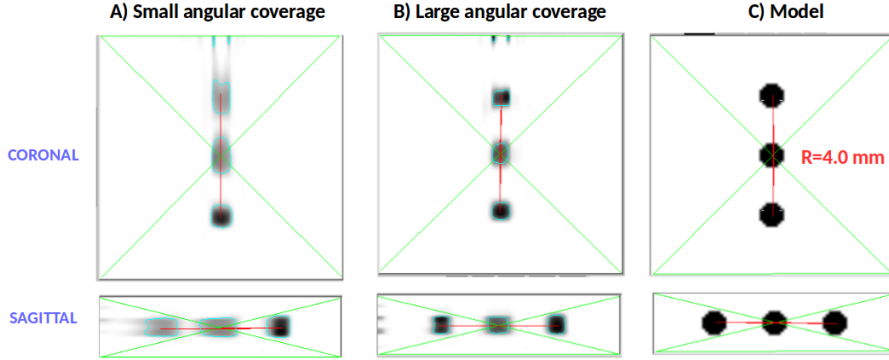 A) Small angular coverage
B) Large angular coverage
C) Model
CORONAL
R=4.0 mm
SAGITTAL